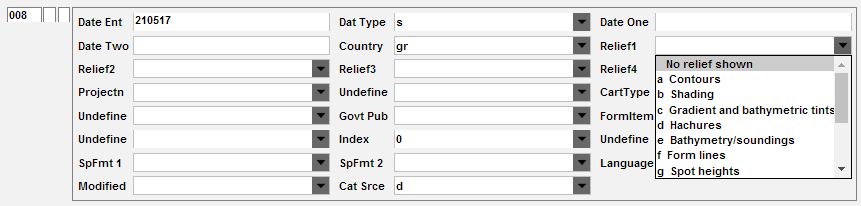 008 Date Ent 210517 Dat Type s Date One
Date Two Country gr Relief1
Relief2 Relief3 Relief4 No relief shown
Projectn Undefine CartType a Contours
b Shading
Undefine Govt Pub FormItem c Gradient and bathymetric tints
d Hachures
Undefine Index 0 Undefine e Bathymetry/soundings
f Form lines
SpFmt 1 SpFmt 2 Language g Spot heights
Modified Cat Srce d